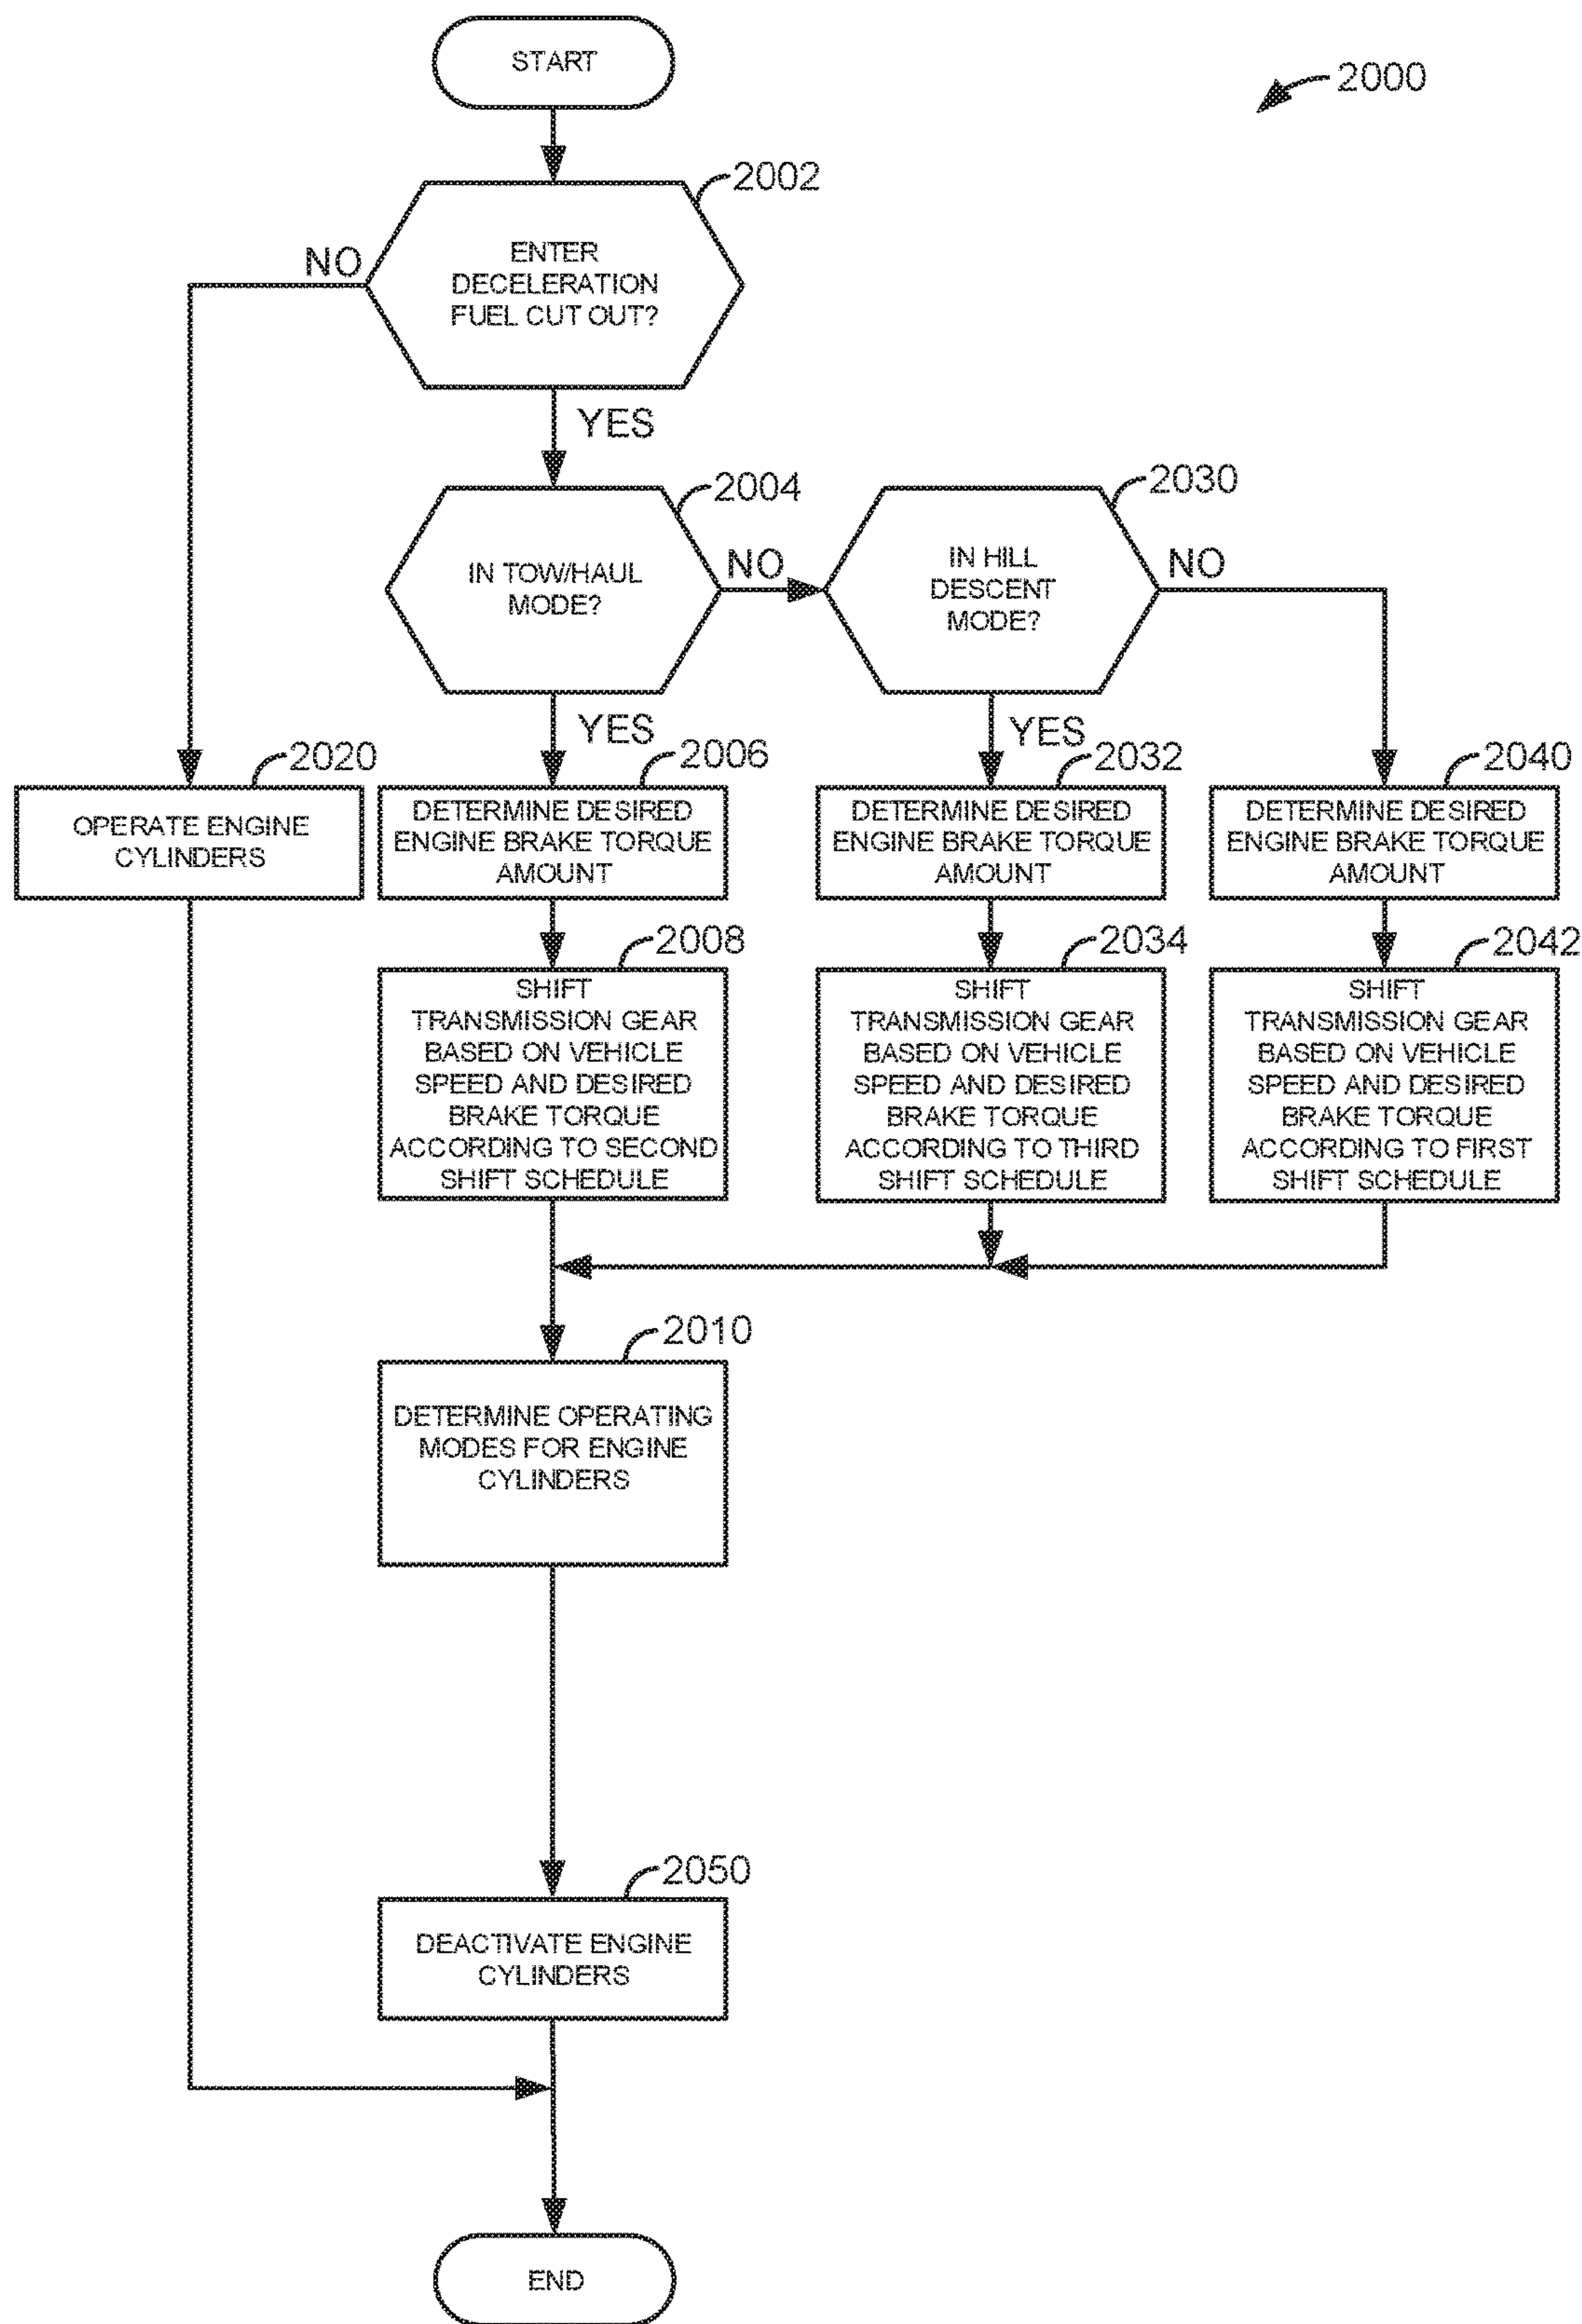 START
2000
2002
ENTER
DECELERATION
FUEL CUT OUT?
NO
YES
2004
IN TOW/HAUL
MODE?
NO
2030
IN HILL
DESCENT
MODE?
NO
YES
YES
2020
OPERATE ENGINE
CYLINDERS
2006
DETERMINE DESIRED
ENGINE BRAKE TORQUE
AMOUNT
2032
DETERMINE DESIRED
ENGINE BRAKE TORQUE
AMOUNT
2040
DETERMINE DESIRED
ENGINE BRAKE TORQUE
AMOUNT
2008
SHIFT
TRANSMISSION GEAR
BASED ON VEHICLE
SPEED AND DESIRED
BRAKE TORQUE
ACCORDING TO SECOND
SHIFT SCHEDULE
2034
SHIFT
TRANSMISSION GEAR
BASED ON VEHICLE
SPEED AND DESIRED
BRAKE TORQUE
ACCORDING TO THIRD
SHIFT SCHEDULE
2042
SHIFT
TRANSMISSION GEAR
BASED ON VEHICLE
SPEED AND DESIRED
BRAKE TORQUE
ACCORDING TO FIRST
SHIFT SCHEDULE
2010
DETERMINE OPERATING
MODES FOR ENGINE
CYLINDERS
2050
DEACTIVATE ENGINE
CYLINDERS
END